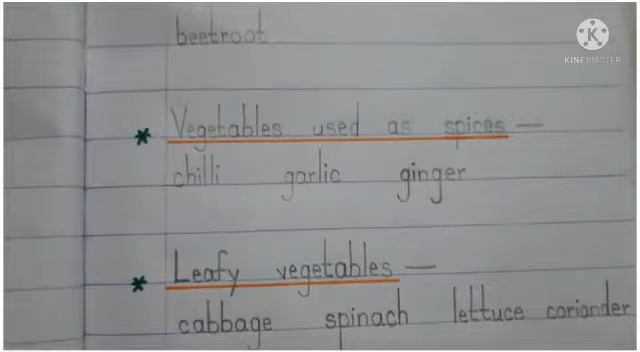 beetroot
K
KINEMASTER
* Vegetables used as spices —
chilli garlic ginger
* Leafy vegetables —
cabbage spinach lettuce coriander